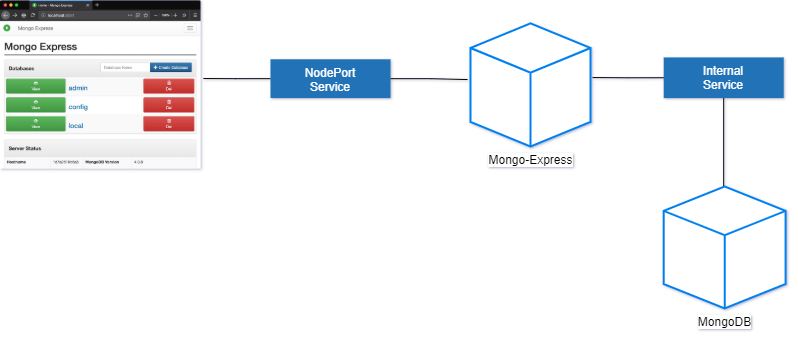 Home - Mongo Express
localhost:8081
100%
Mongo Express
Mongo Express
Databases
Database Name
+ Create Database
View
admin
Del
View
config
Del
View
local
Del
Server Status
Hostname
MongoDB Version
NodePort
Service
Mongo-Express
Internal
Service
MongoDB